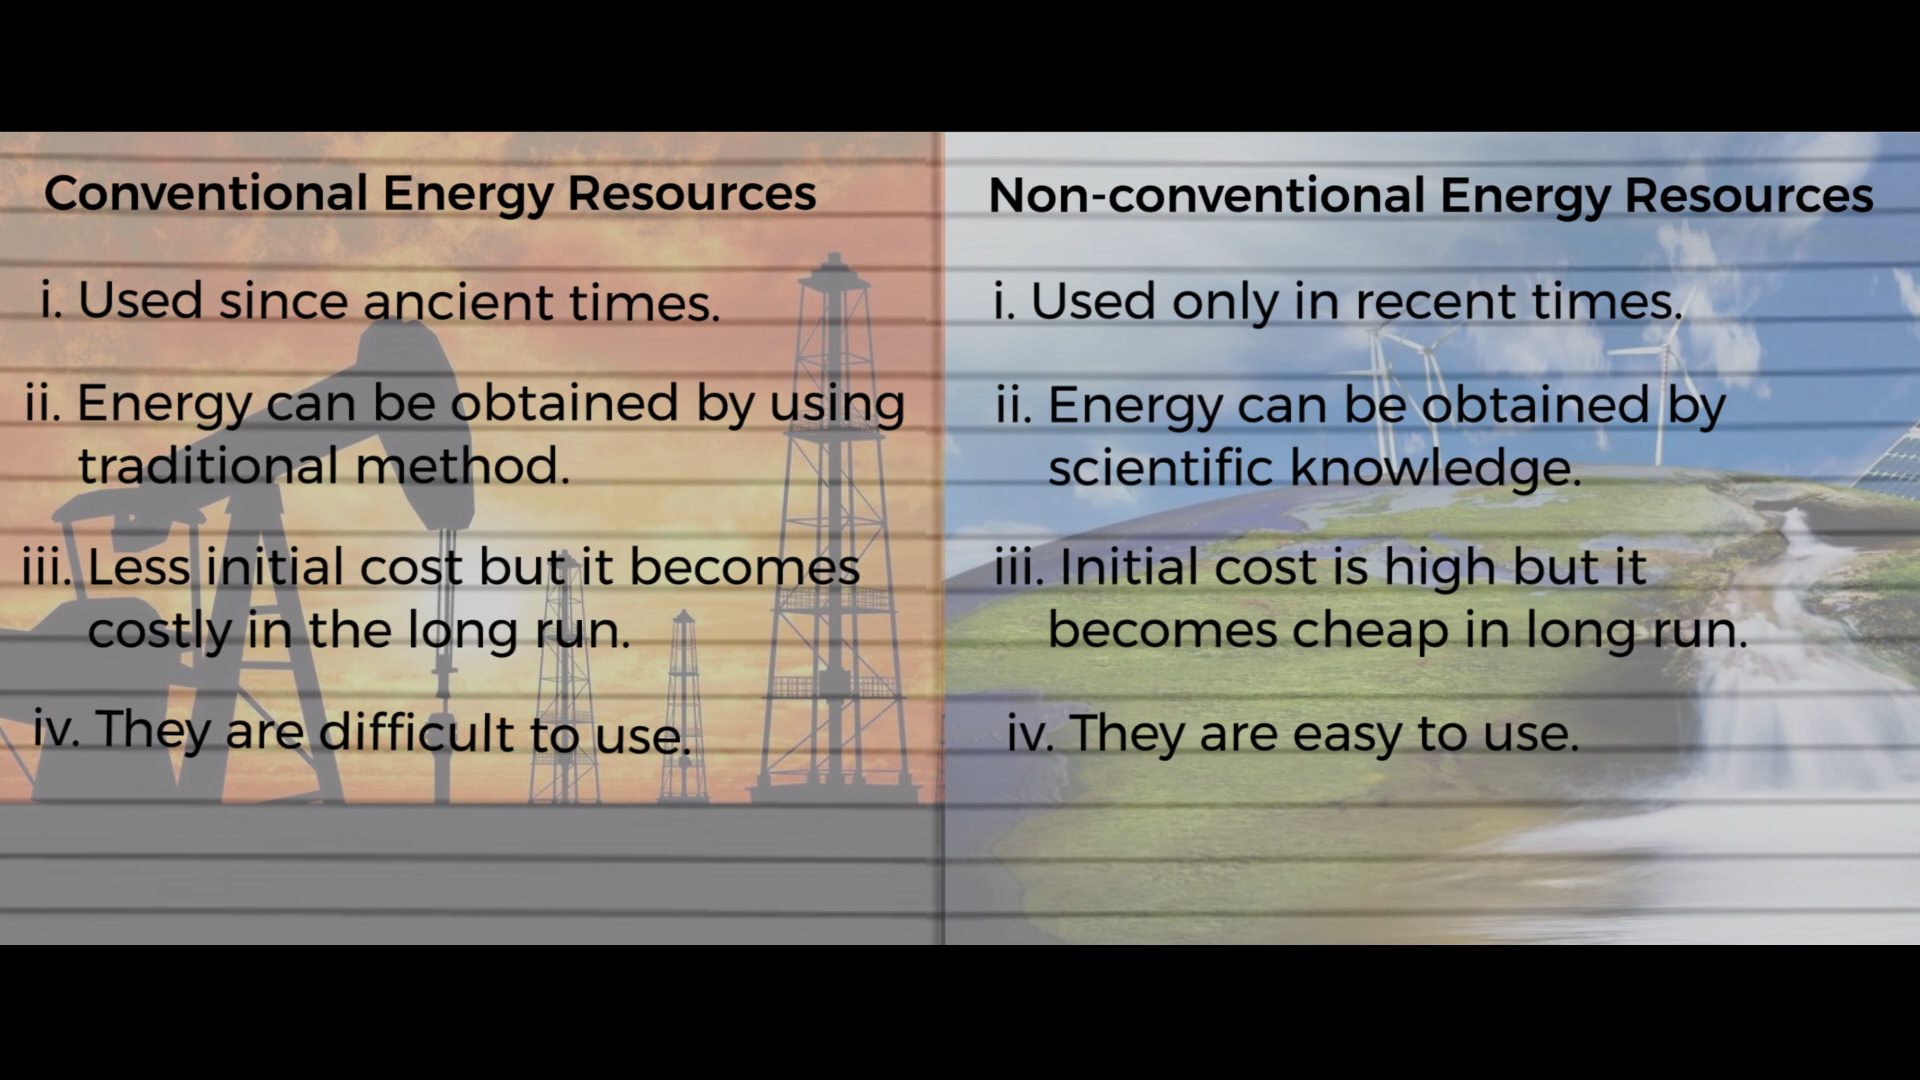 Conventional Energy Resources
i. Used since ancient times.
ii. Energy can be obtained by using
traditional method.
iii. Less initial cost but it becomes
costly in the long run.
iv. They are difficult to use.
Non-conventional Energy Resources
i. Used only in recent times.
ii. Energy can be obtained by
scientific knowledge.
iii. Initial cost is high but it
becomes cheap in long run.
iv. They are easy to use.